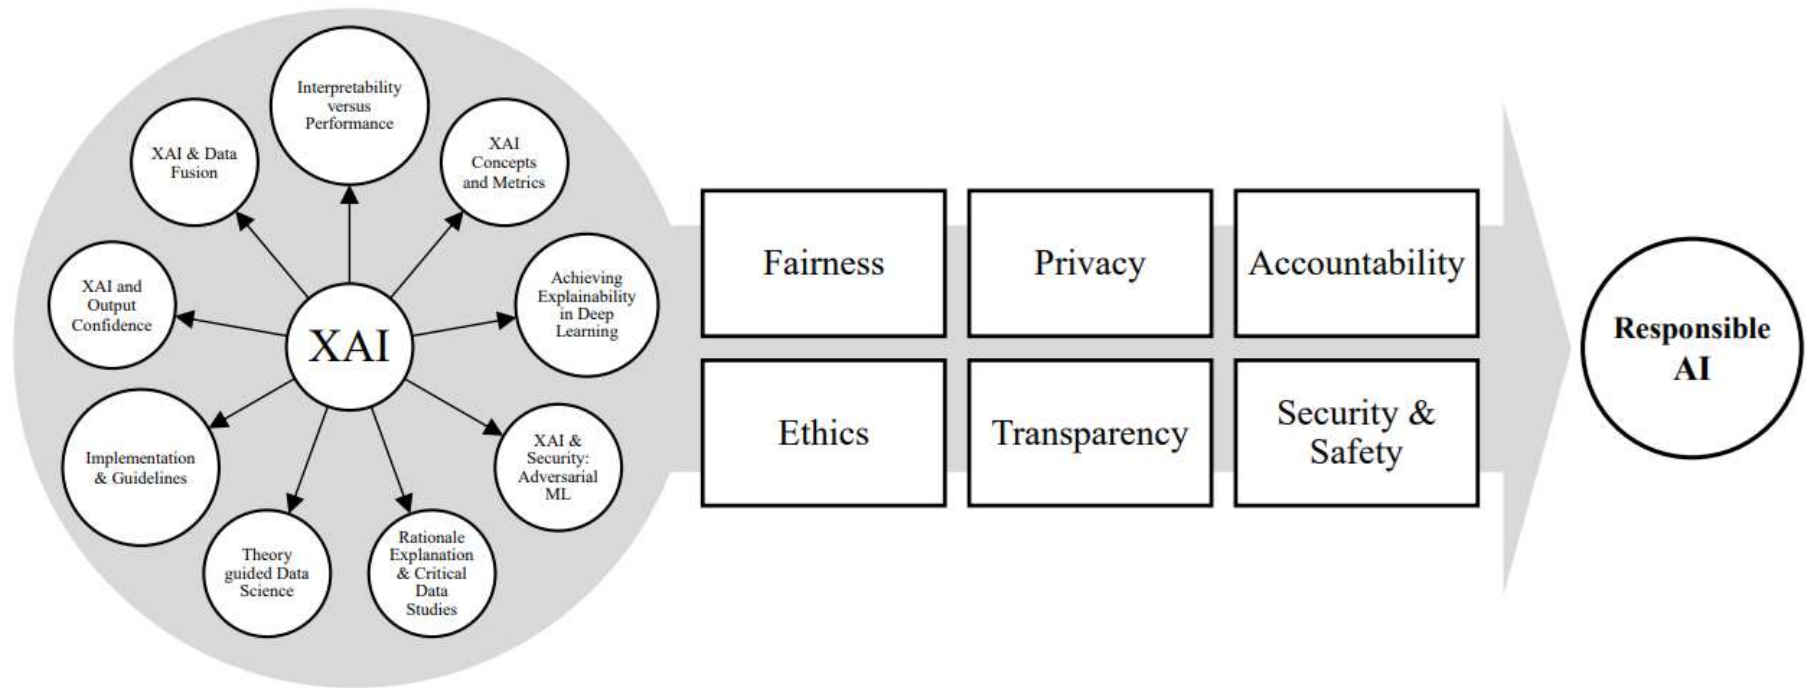 Interpretability
versus
Performance
XAI
Concepts
and Metrics
Achieving
Explainability
in Deep
Learning
XAI &
Security:
Adversarial
ML
Rationale
Explanation
& Critical
Data
Studies
Theory
guided Data
Science
Implementation
& Guidelines
XAI and
Output
Confidence
XAI & Data
Fusion
XAI
Fairness
Privacy
Accountability
Ethics
Transparency
Security &
Safety
Responsible
AI